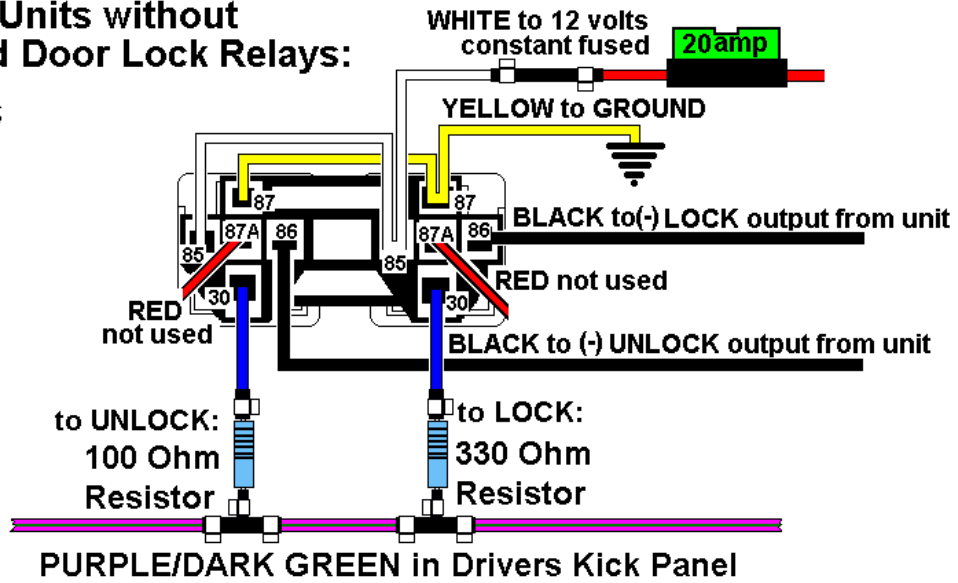 Units without
Door Lock Relays:
WHITE to 12 volts
constant fused
20amp
YELLOW to GROUND
87
87
87A
86
87A
86
BLACK to(-) LOCK output from unit
85
85
RED not used
30
30
RED
not used
BLACK to (-) UNLOCK output from unit
to UNLOCK:
100 Ohm
Resistor
to LOCK:
330 Ohm
Resistor
PURPLE/DARK GREEN in Drivers Kick Panel